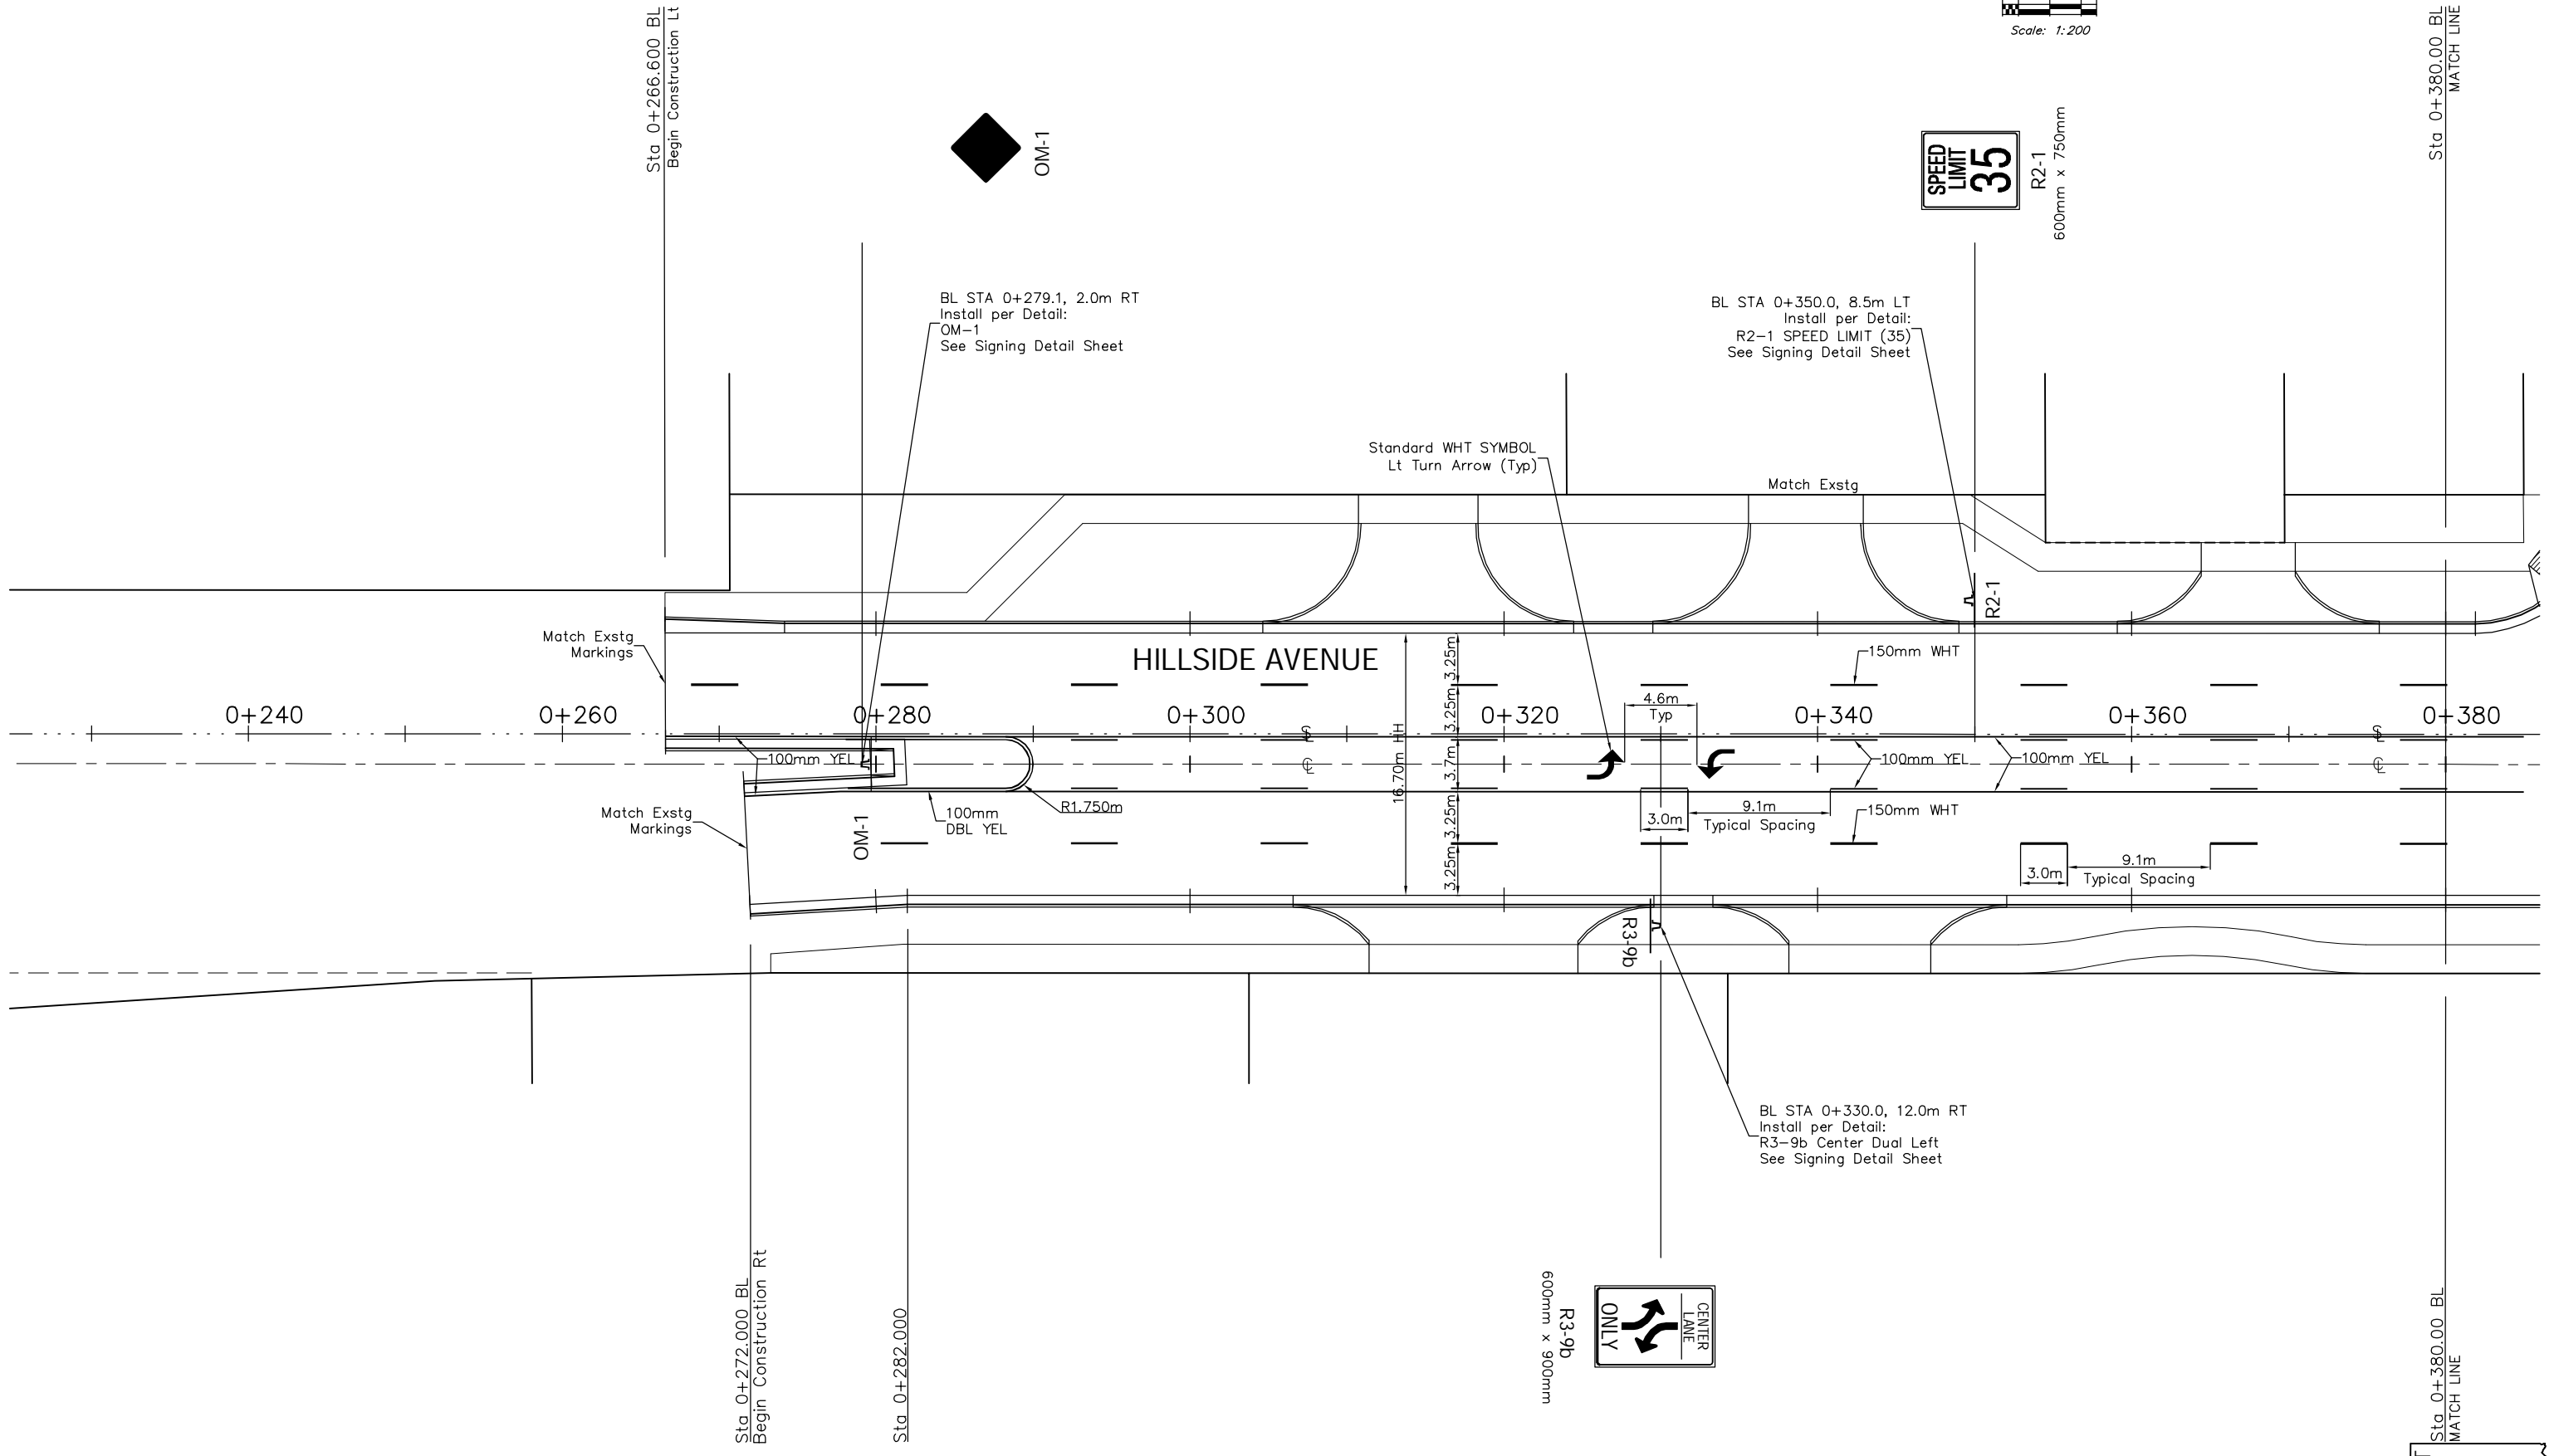 Scale: 1:200
Sta 0+266.600 BL
Begin Construction Lt
OM-1
SPEED
LIMIT
35
R2-1
600mm x 750mm
Sta 0+380.00 BL
MATCH LINE
BL STA 0+279.1, 2.0m RT
Install per Detail:
OM-1
See Signing Detail Sheet
BL STA 0+350.0, 8.5m LT
Install per Detail:
R2-1 SPEED LIMIT (35)
See Signing Detail Sheet
Standard WHT SYMBOL
Lt Turn Arrow (Typ)
Match Exstg
R2-1
Match Exstg
Markings
HILLSIDE AVENUE
3.25m
150mm WHT
0+240
0+260
0+280
0+300
3.25m
0+320
4.6m
Typ
0+340
0+360
0+380
100mm YEL
16.70m HH
3.7m
100mm YEL
100mm YEL
Match Exstg
Markings
OM-1
100mm
DBL YEL
R1.750m
3.25m
3.0m
9.1m
Typical Spacing
150mm WHT
3.25m
3.0m
9.1m
Typical Spacing
R3-9b
BL STA 0+330.0, 12.0m RT
Install per Detail:
R3-9b Center Dual Left
See Signing Detail Sheet
Sta 0+272.000 BL
Begin Construction Rt
Sta 0+282.000
R3-9b
600mm x 900mm
CENTER
LANE
ONLY
Sta 0+380.00 BL
MATCH LINE